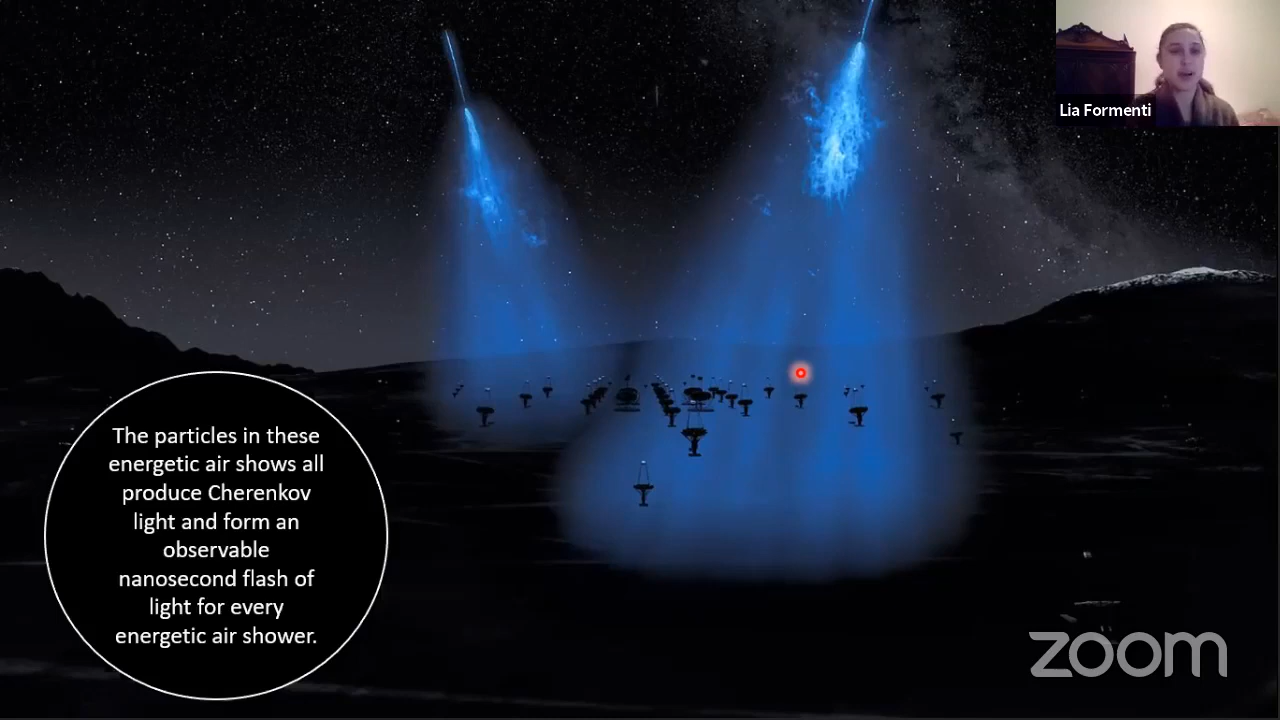 Lia Formenti
The particles in these
energetic air shows all
produce Cherenkov
light and form an
observable
nanosecond flash of
light for every
energetic air shower.
zoom